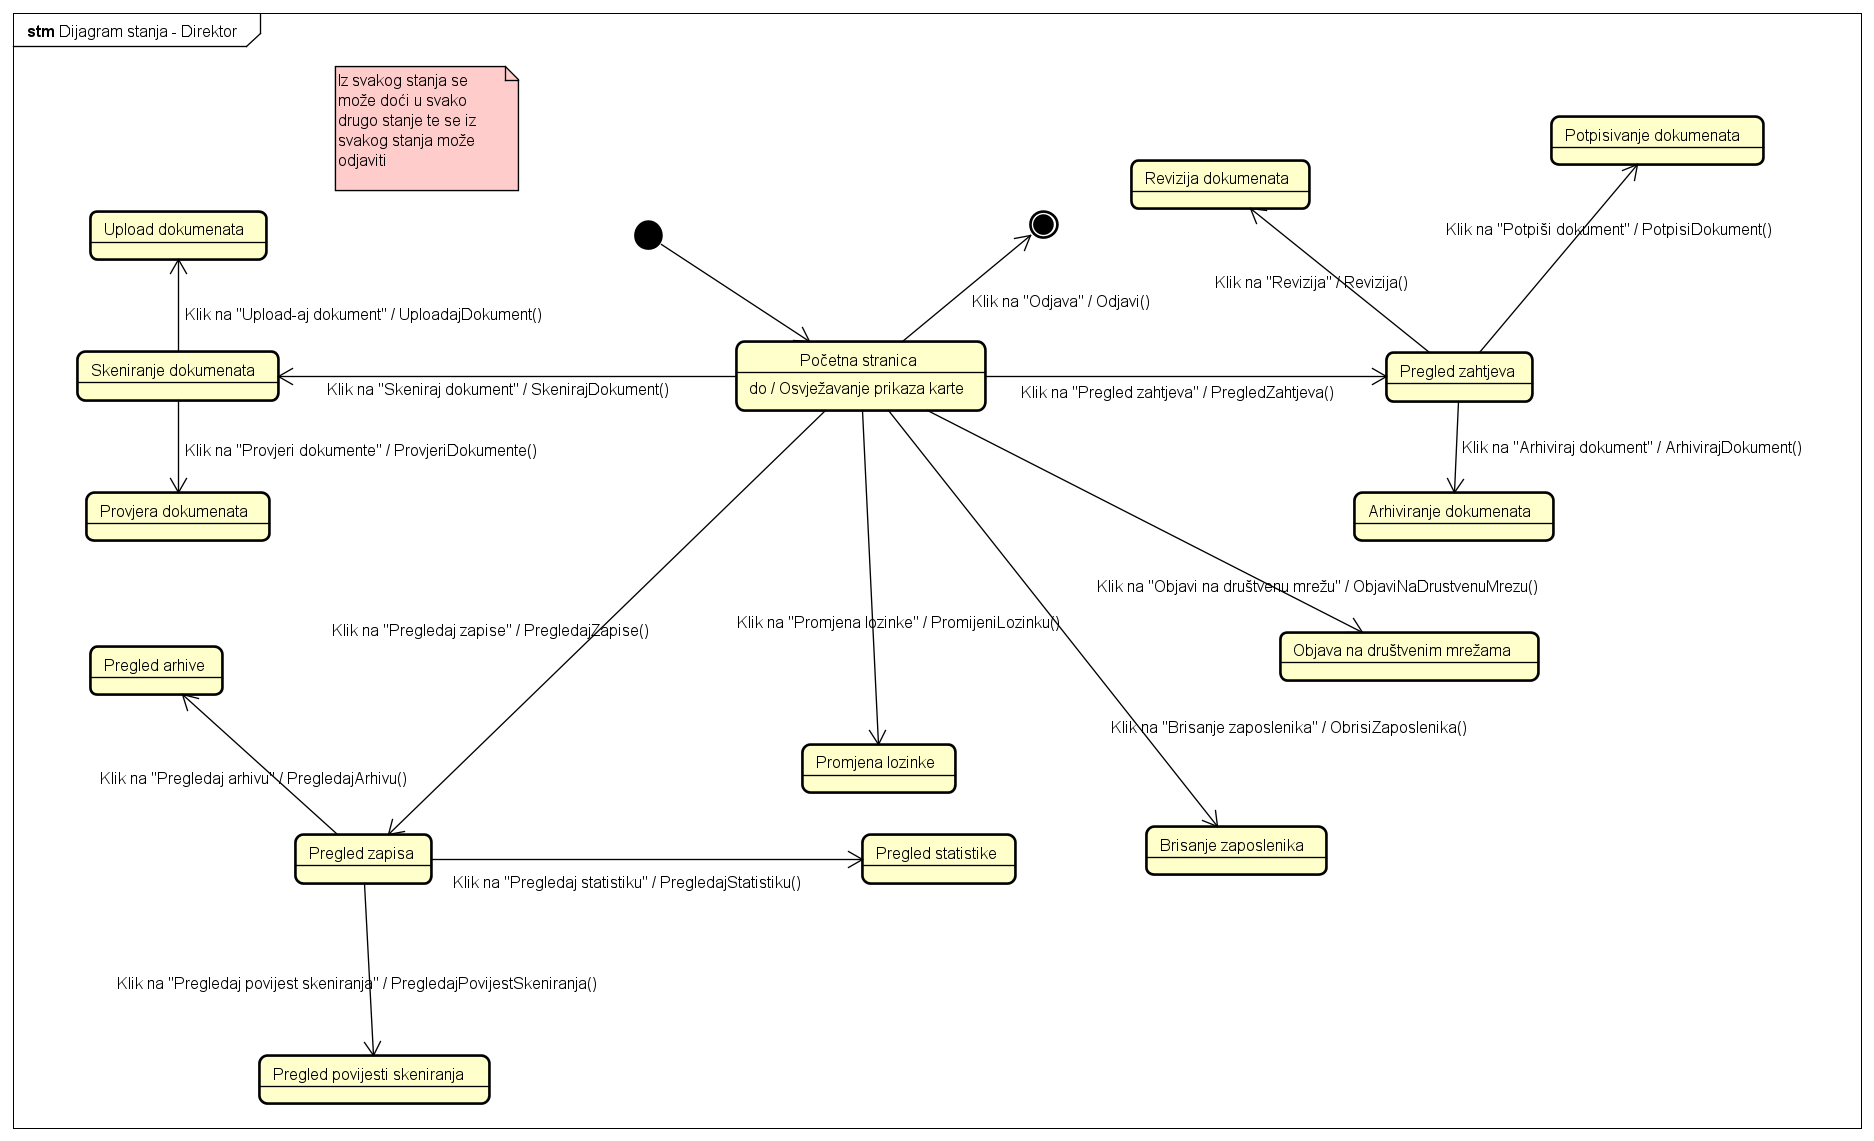 stm Dijagram stanja - Direktor
Iz svakog stanja se
može doći u svako
drugo stanje te se iz
svakog stanja može
odjaviti
Potpisivanje dokumenata
Revizija dokumenata
Upload dokumenata
Klik na "Potpiši dokument" / PotpisiDokument()
Klik na "Revizija" / Revizija()
Klik na "Odjava" / Odjavi()
Klik na "Upload-aj dokument" / UploadajDokument()
Početna stranica
do / Osvježavanje prikaza karte
Skeniranje dokumenata
Pregled zahtjeva
Klik na "Skeniraj dokument" / SkenirajDokument()
Klik na "Pregled zahtjeva" / PregledZahtjeva()
Klik na "Provjeri dokumente" / ProvjeriDokumente()
Klik na "Arhiviraj dokument" / ArhivirajDokument()
Provjera dokumenata
Arhiviranje dokumenata
Klik na "Objavi na društvenu mrežu" / ObjaviNaDrustvenuMrezu()
Klik na "Pregledaj zapise" / PregledajZapise()
Klik na "Promjena lozinke" / PromijeniLozinku()
Objava na društvenim mrežama
Pregled arhive
Klik na "Brisanje zaposlenika" / ObrisiZaposlenika()
Promjena lozinke
Klik na "Pregledaj arhivu" / PregledajArhivu()
Pregled zapisa
Pregled statistike
Brisanje zaposlenika
Klik na "Pregledaj statistiku" / PregledajStatistiku()
Klik na "Pregledaj povijest skeniranja" / PregledajPovijestSkeniranja()
Pregled povijesti skeniranja